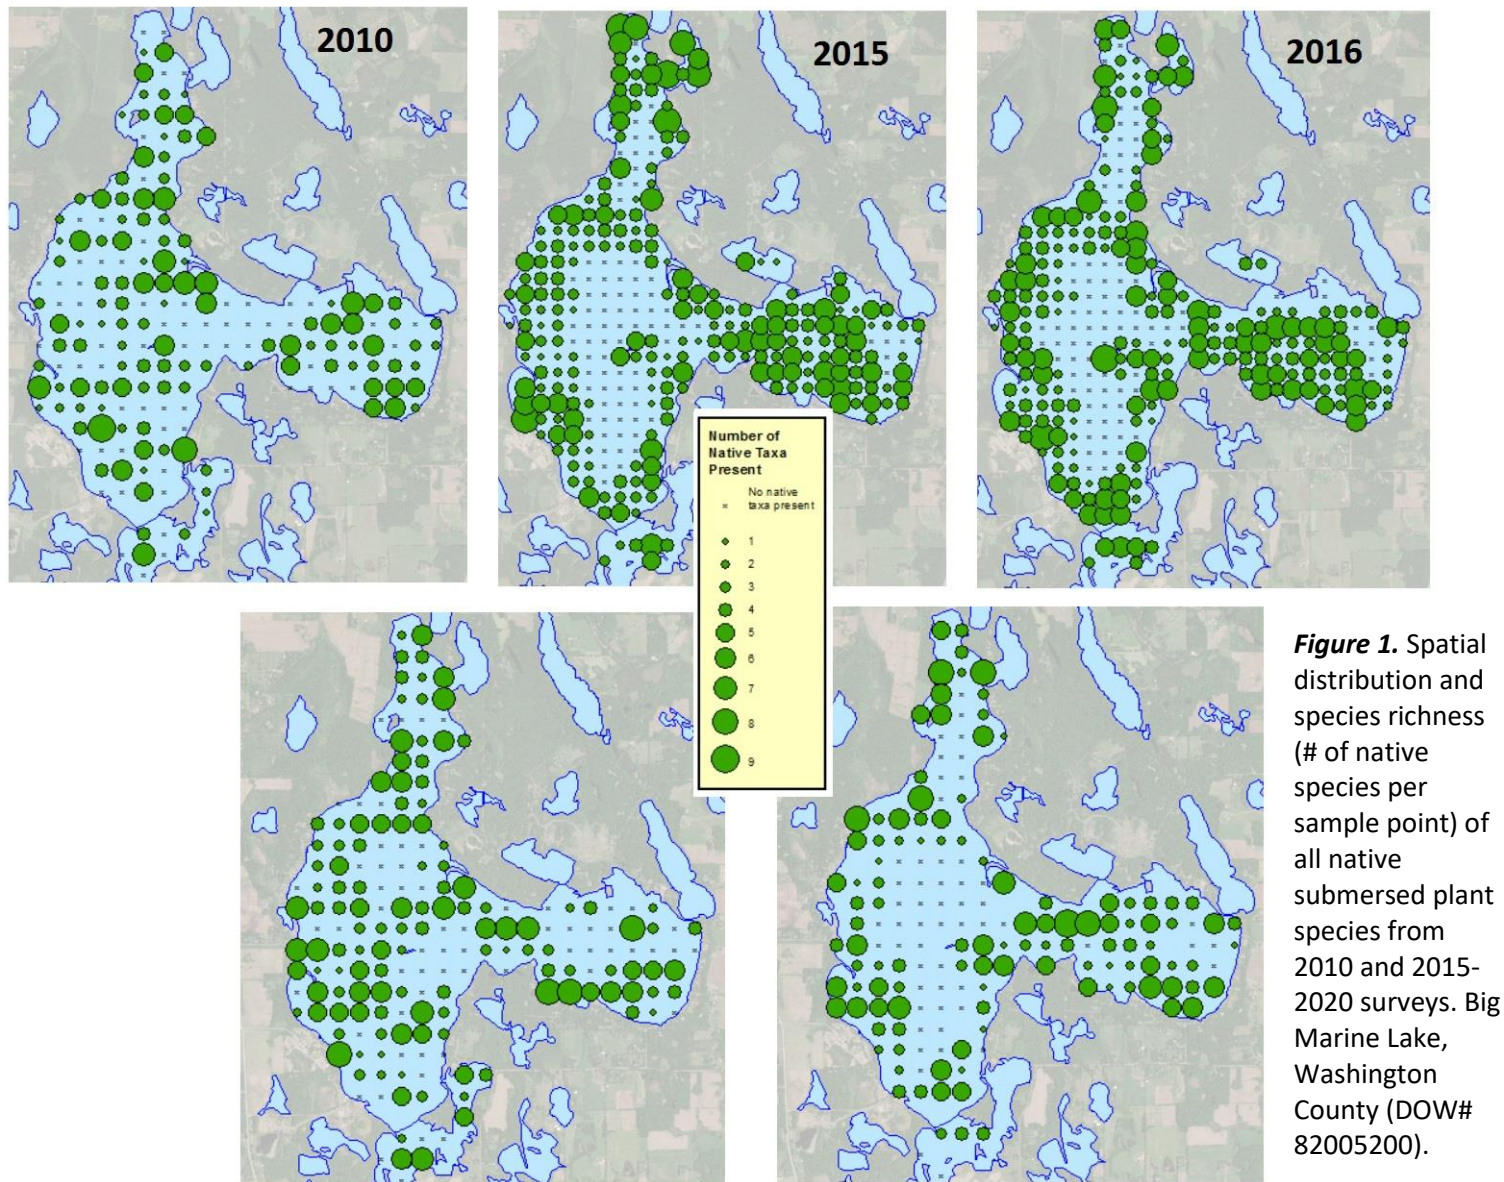 2010
2015
2016
Number of
Native Taxa
Present
No native
taxa present
1
2
3
4
5
6
7
8
9
Figure 1. Spatial
distribution and
species richness
(# of native
species per
sample point) of
all native
submersed plant
species from
2010 and 2015-
2020 surveys. Big
Marine Lake,
Washington
County (DOW#
82005200).